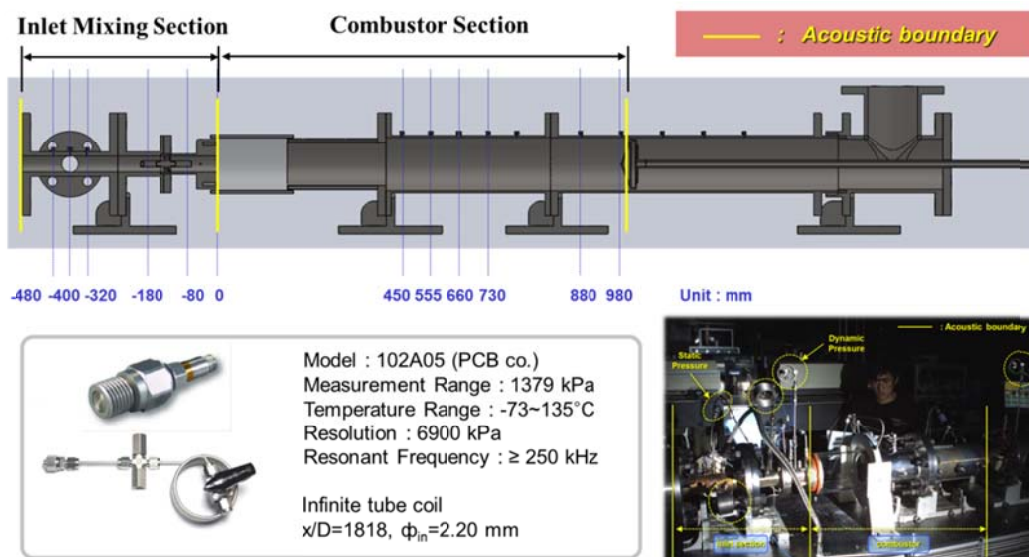 Inlet Mixing Section
Combustor Section
: Acoustic boundary
-480 -400 -320 -180 -80 0 450 555 660 730 880 980 Unit : mm
Model : 102A05 (PCB co.)
Measurement Range : 1379 kPa
Temperature Range : -73~135°C
Resolution : 6900 kPa
Resonant Frequency : ≥ 250 kHz
Infinite tube coil
x/D=1818, ϕin=2.20 mm
: Acoustic boundary
Dynamic
Pressure
Static
Pressure
section
combustor